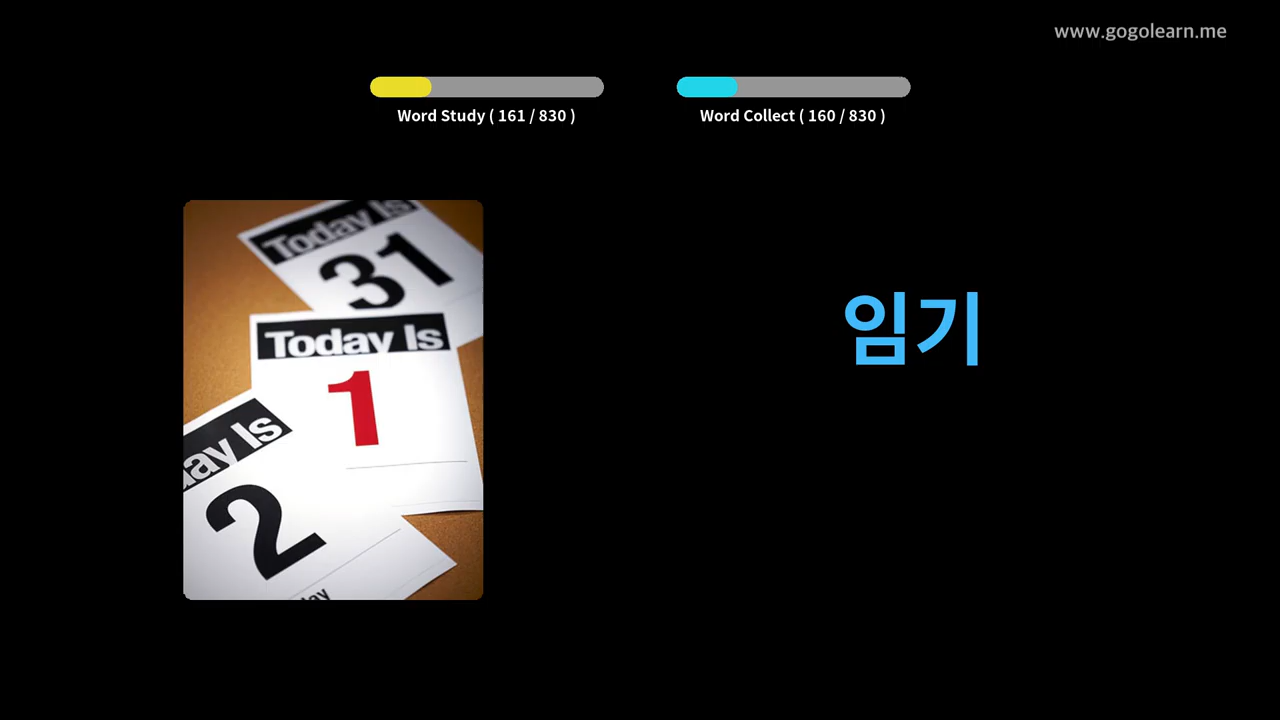 www.gogolearn.me
Word Study ( 161 / 830 )
Word Collect ( 160 / 830 )
Today Is
31
Today Is
1
ay Is
2
임기